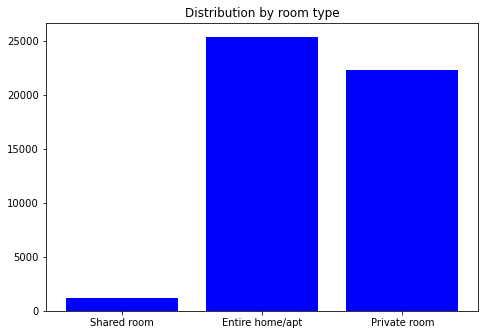 Distribution by room type
25000
20000
15000
10000
5000
0
Shared room
Entire home/apt
Private room